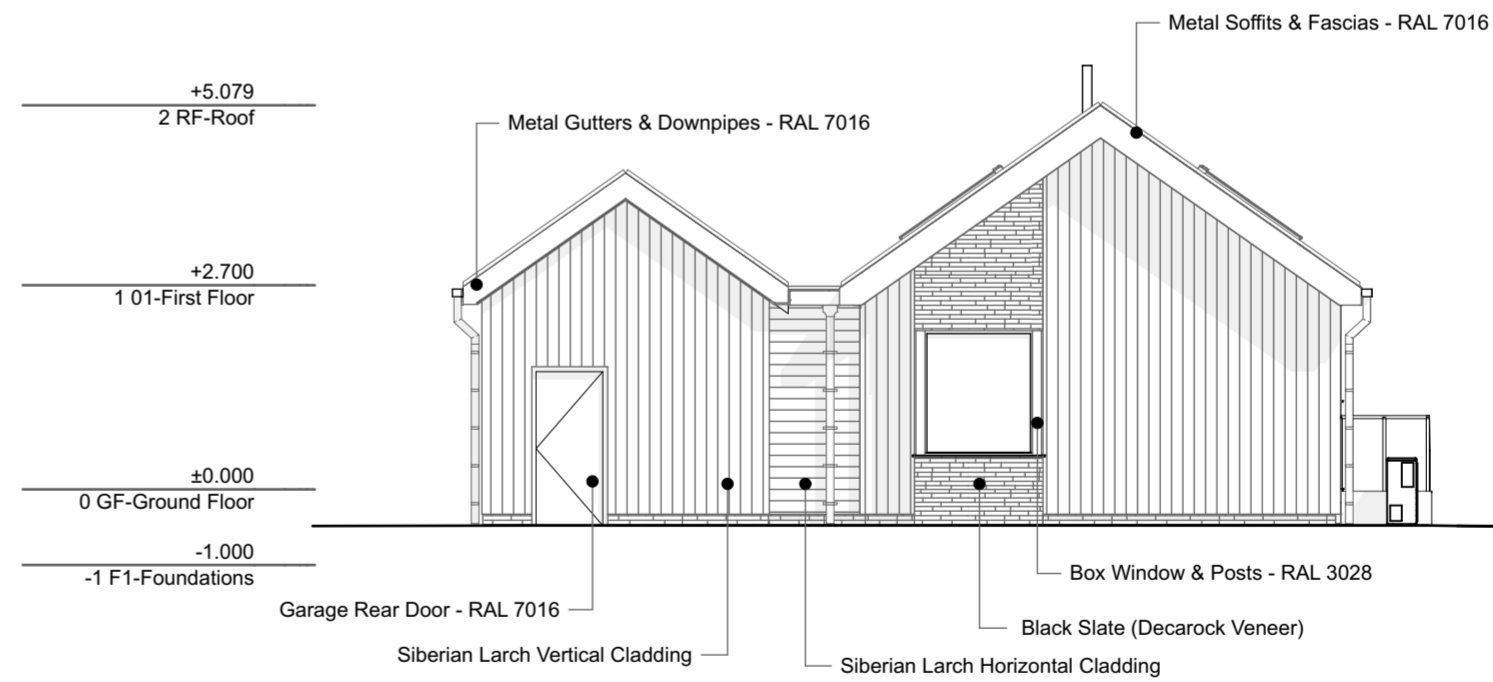 Metal Soffits & Fascias - RAL 7016
+5.079
2 RF-Roof
Metal Gutters & Downpipes - RAL 7016
+2.700
1 01-First Floor
±0.000
0 GF-Ground Floor
-1.000
-1 F1-Foundations
Box Window & Posts - RAL 3028
Garage Rear Door - RAL 7016
Black Slate (Decarock Veneer)
Siberian Larch Vertical Cladding
Siberian Larch Horizontal Cladding